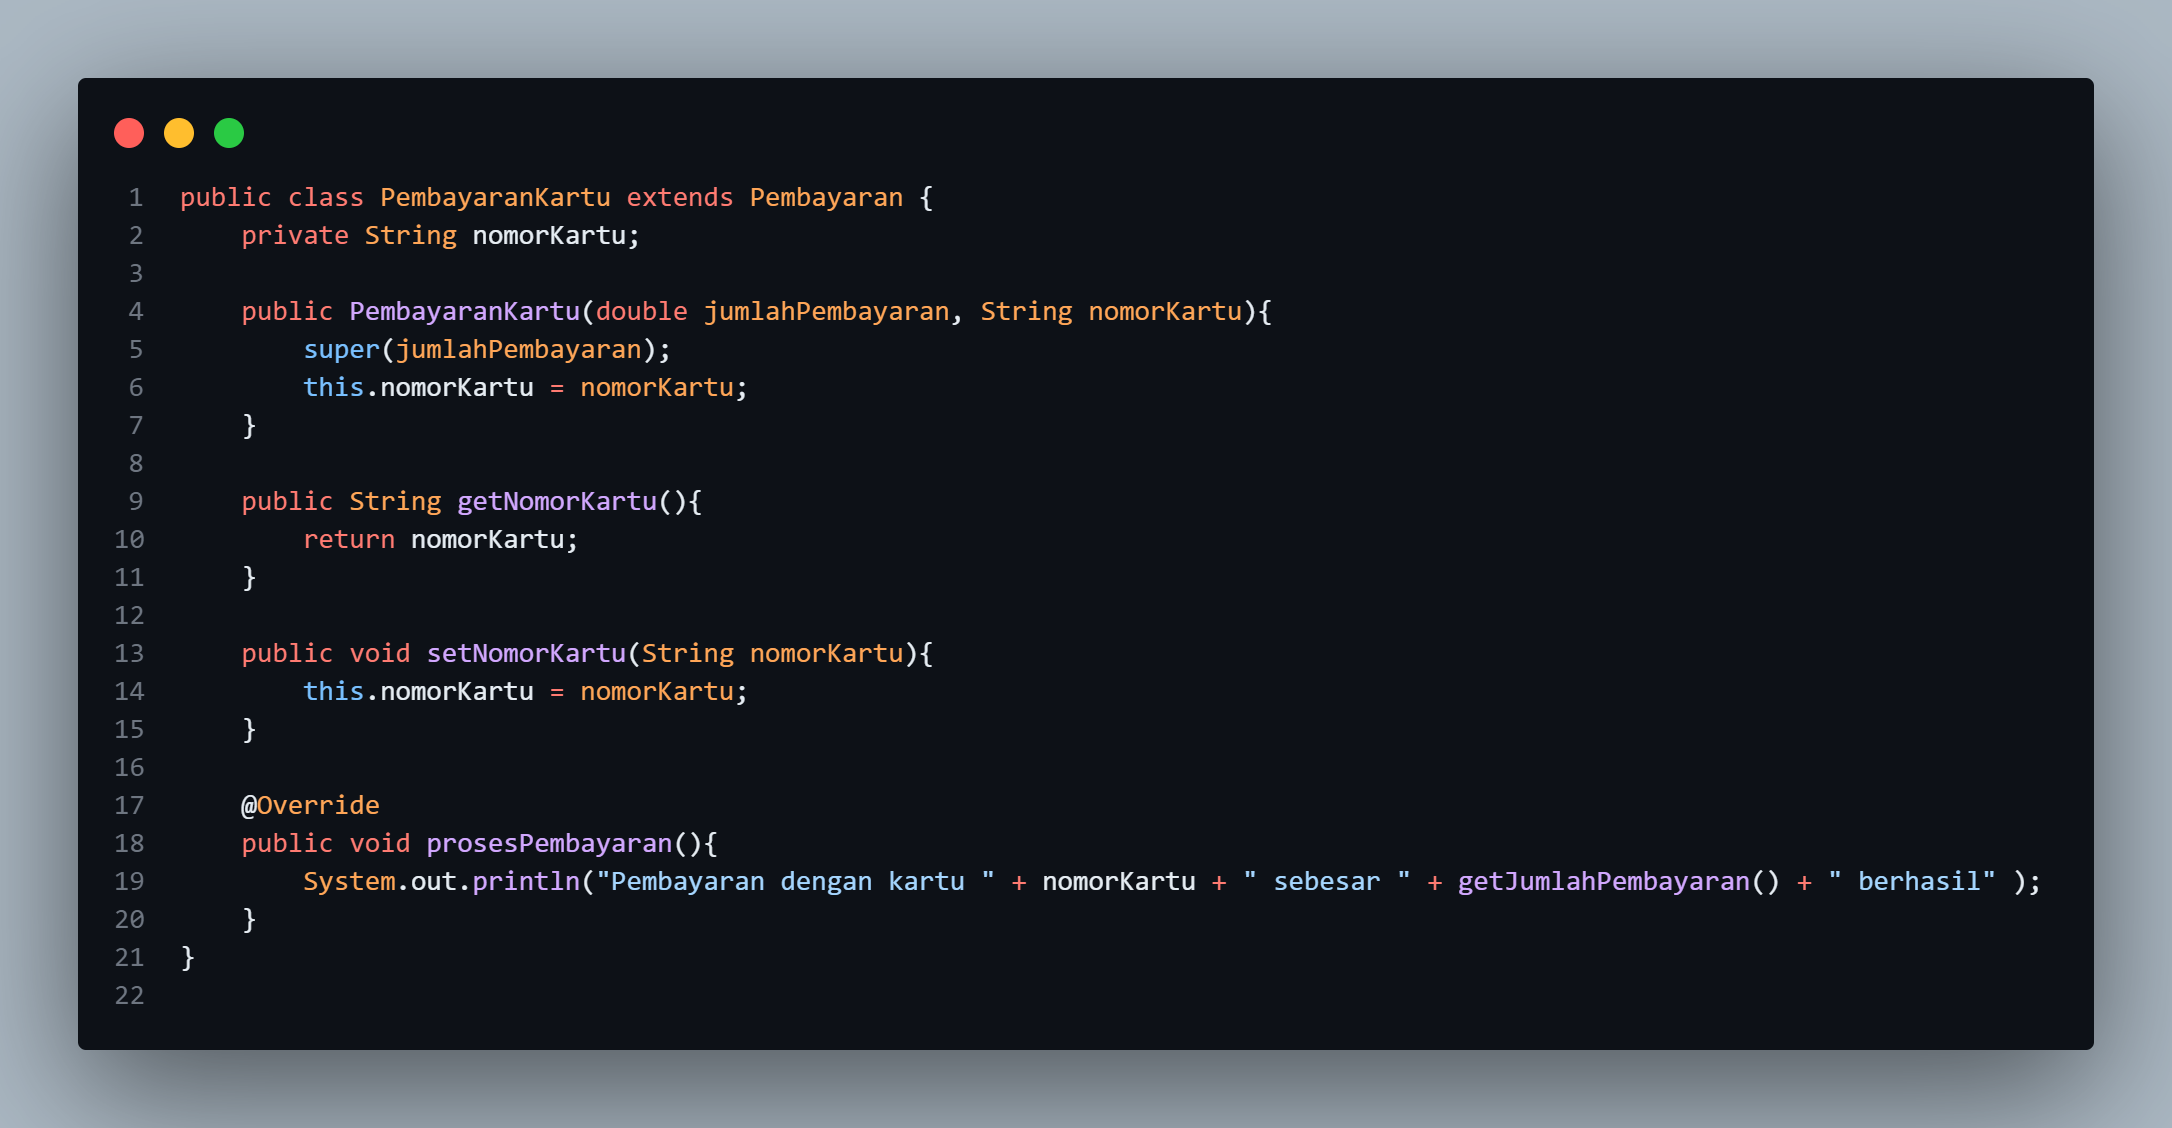 1 public class PembayaranKartu extends Pembayaran {
2     private String nomorKartu;
3
4     public PembayaranKartu(double jumlahPembayaran, String nomorKartu){
5         super(jumlahPembayaran);
6         this.nomorKartu = nomorKartu;
7     }
8
9     public String getNomorKartu(){
10         return nomorKartu;
11     }
12
13     public void setNomorKartu(String nomorKartu){
14         this.nomorKartu = nomorKartu;
15     }
16
17     @Override
18     public void prosesPembayaran(){
19         System.out.println("Pembayaran dengan kartu " + nomorKartu + " sebesar " + getJumlahPembayaran() + " berhasil" );
20     }
21 }
22